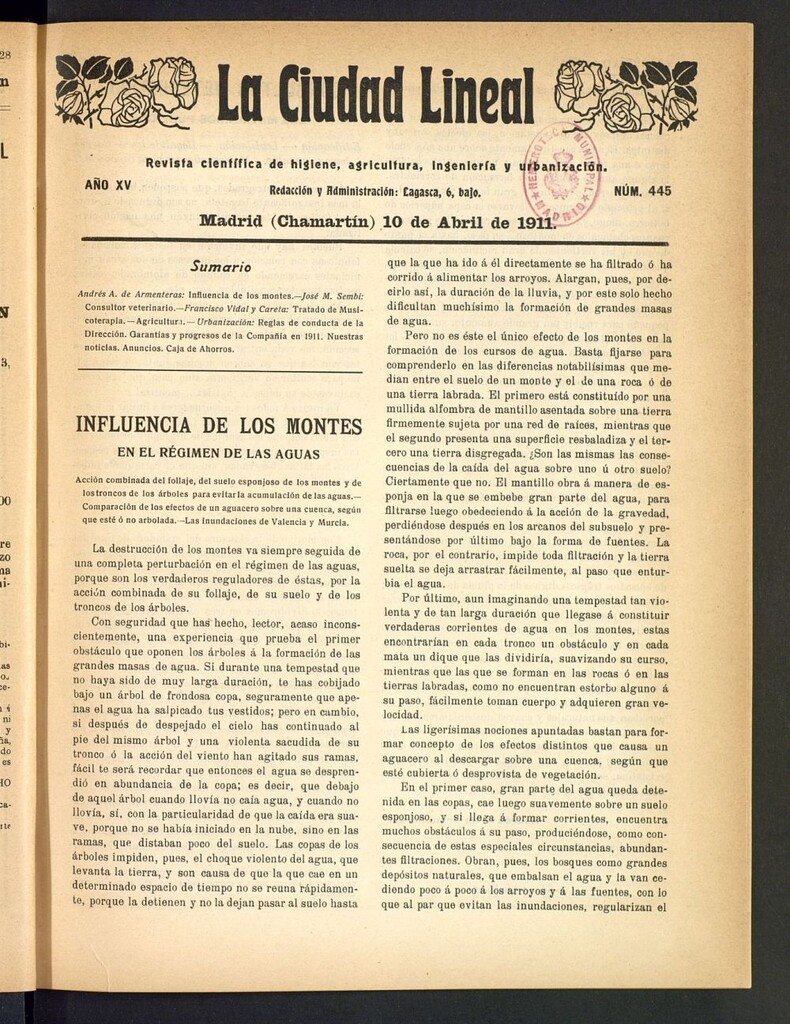 La Ciudad Lineal
Revista científica de higiene, agricultura, ingeniería y urbanización.
AÑO XV
Redacción y Administración: Lagasca, 6, bajo.
NÚM. 445
HEMEROTECA MUNICIPAL
MADRID
Madrid (Chamartín) 10 de Abril de 1911.
Sumario
Andrés A. de Armenteras: Influencia de los montes.—José M. Sembi:
Consultor veterinario.—Francisco Vidal y Careta: Tratado de Musi-
coterapia.—Agricultura.—Urbanización: Reglas de conducta de la
Dirección. Garantías y progresos de la Compañía en 1911. Nuestras
noticias. Anuncios. Caja de Ahorros.
INFLUENCIA DE LOS MONTES
EN EL RÉGIMEN DE LAS AGUAS
Acción combinada del follaje, del suelo esponjoso de los montes y de
los troncos de los árboles para evitar la acumulación de las aguas.—
Comparación de los efectos de un aguacero sobre una cuenca, según
que esté ó no arbolada.—Las inundaciones de Valencia y Murcia.
La destrucción de los montes va siempre seguida de
una completa perturbación en el régimen de las aguas,
porque son los verdaderos reguladores de éstas, por la
acción combinada de su follaje, de su suelo y de los
troncos de los árboles.
Con seguridad que has hecho, lector, acaso incons-
cientemente, una experiencia que prueba el primer
obstáculo que oponen los árboles á la formación de las
grandes masas de agua. Si durante una tempestad que
no haya sido de muy larga duración, te has cobijado
bajo un árbol de frondosa copa, seguramente que ape-
nas el agua ha salpicado tus vestidos; pero en cambio,
si después de despejado el cielo has continuado al
pie del mismo árbol y una violenta sacudida de su
tronco ó la acción del viento han agitado sus ramas,
fácil te será recordar que entonces el agua se despren-
dió en abundancia de la copa; es decir, que debajo
de aquel árbol cuando llovía no caía agua, y cuando no
llovía, sí, con la particularidad de que la caída era sua-
ve, porque no se había iniciado en la nube, sino en las
ramas, que distaban poco del suelo. Las copas de los
árboles impiden, pues, el choque violento del agua, que
levanta la tierra, y son causa de que la que cae en un
determinado espacio de tiempo no se reuna rápidamen-
te, porque la detienen y no la dejan pasar al suelo hasta
que la que ha ido á él directamente se ha filtrado ó ha
corrido á alimentar los arroyos. Alargan, pues, por de-
cirlo así, la duración de la lluvia, y por este solo hecho
dificultan muchísimo la formación de grandes masas
de agua.
Pero no es éste el único efecto de los montes en la
formación de los cursos de agua. Basta fijarse para
comprenderlo en las diferencias notabilísimas que me-
dian entre el suelo de un monte y el de una roca ó de
una tierra labrada. El primero está constituído por una
mullida alfombra de mantillo asentada sobre una tierra
firmemente sujeta por una red de raíces, mientras que
el segundo presenta una superficie resbaladiza y el ter-
cero una tierra disgregada. ¿Son las mismas las conse-
cuencias de la caída del agua sobre uno ú otro suelo?
Ciertamente que no. El mantillo obra á manera de es-
ponja en la que se embebe gran parte del agua, para
filtrarse luego obedeciendo á la acción de la gravedad,
perdiéndose después en los arcanos del subsuelo y pre-
sentándose por último bajo la forma de fuentes. La
roca, por el contrario, impide toda filtración y la tierra
suelta se deja arrastrar fácilmente, al paso que entur-
bia el agua.
Por último, aun imaginando una tempestad tan vio-
lenta y de tan larga duración que llegase á constituir
verdaderas corrientes de agua en los montes, estas
encontrarían en cada tronco un obstáculo y en cada
mata un dique que las dividiría, suavizando su curso,
mientras que las que se forman en las rocas ó en las
tierras labradas, como no encuentran estorbo alguno á
su paso, fácilmente toman cuerpo y adquieren gran ve-
locidad.
Las ligerísimas nociones apuntadas bastan para for-
mar concepto de los efectos distintos que causa un
aguacero al descargar sobre una cuenca, según que
esté cubierta ó desprovista de vegetación.
En el primer caso, gran parte del agua queda dete-
nida en las copas, cae luego suavemente sobre un suelo
esponjoso, y si llega á formar corrientes, encuentra
muchos obstáculos á su paso, produciéndose, como con-
secuencia de estas especiales circunstancias, abundan-
tes filtraciones. Obran, pues, los bosques como grandes
depósitos naturales, que embalsan el agua y la van ce-
diendo poco á poco á los arroyos y á las fuentes, con lo
que al par que evitan las inundaciones, regularizan el